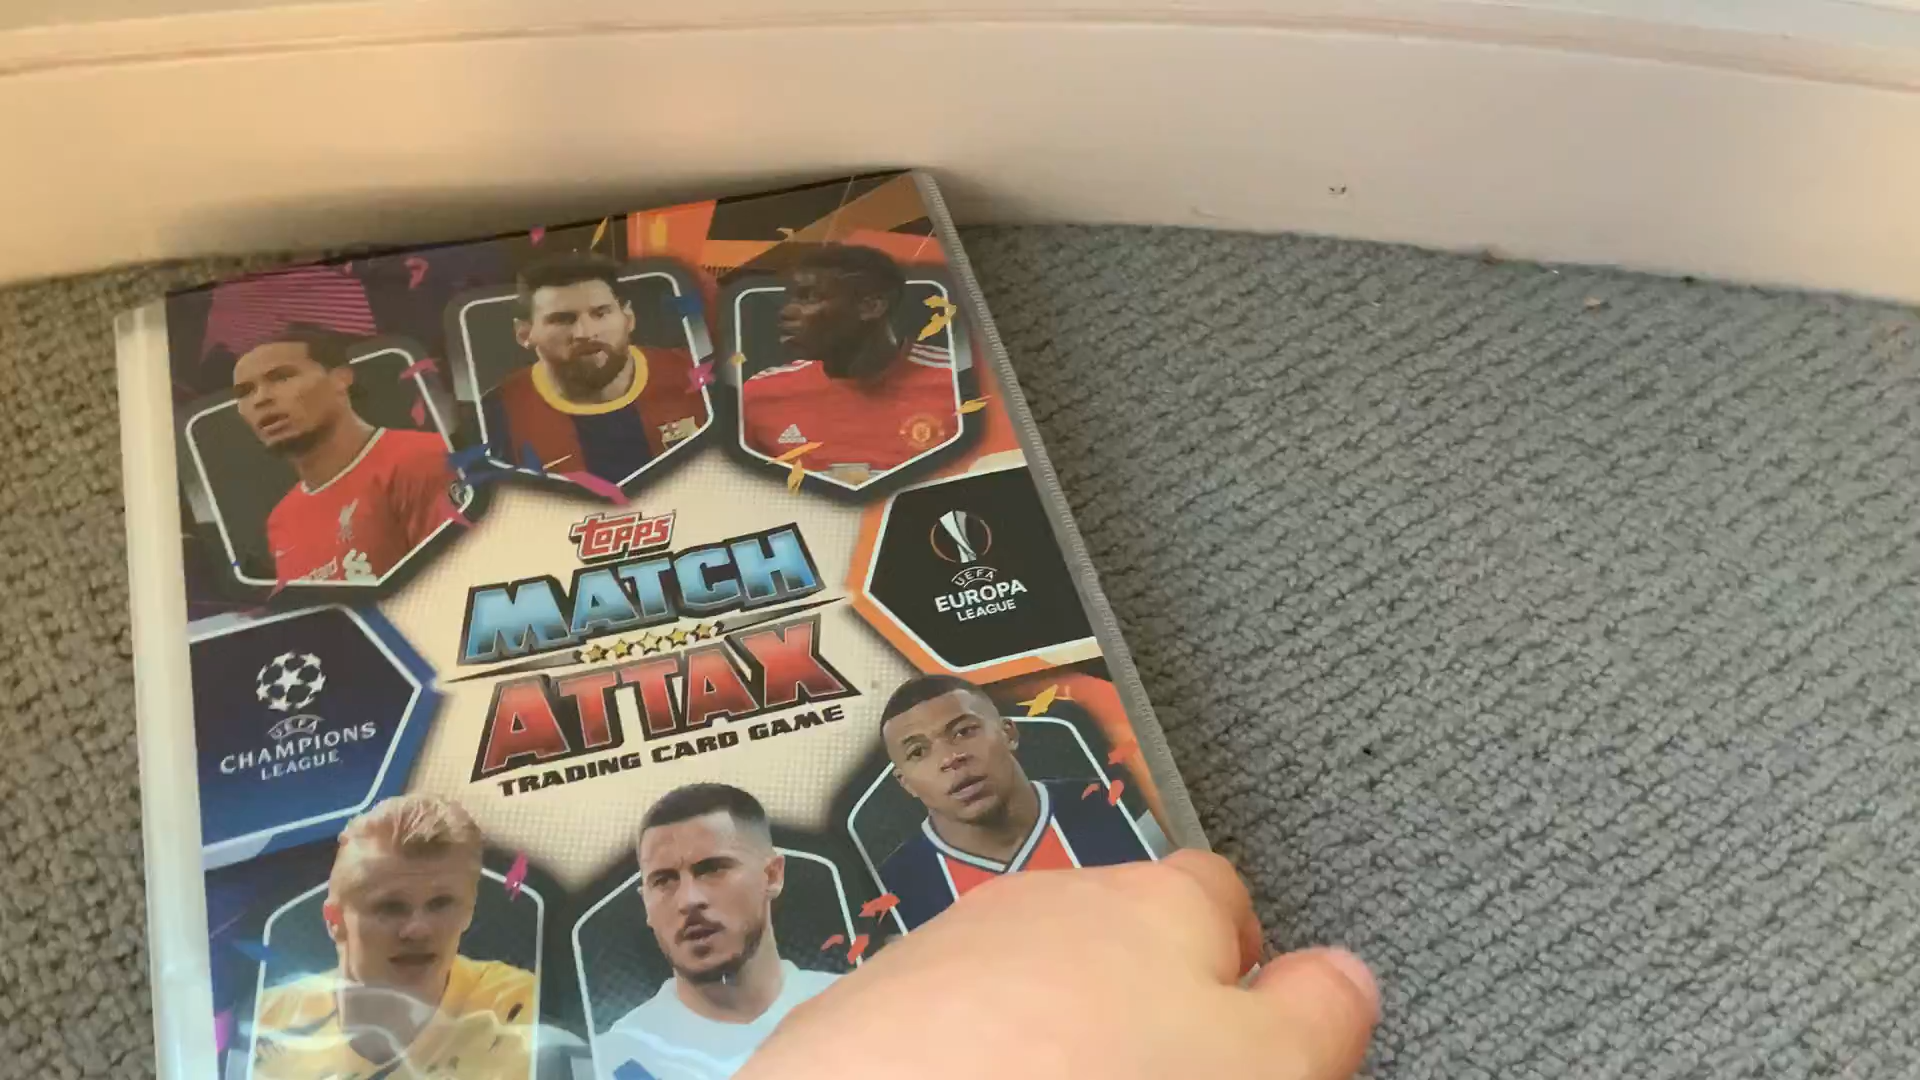 topps
MATCH
ATTAX
TRADING CARD GAME
UEFA
EUROPA
LEAGUE
UEFA
CHAMPIONS
LEAGUE